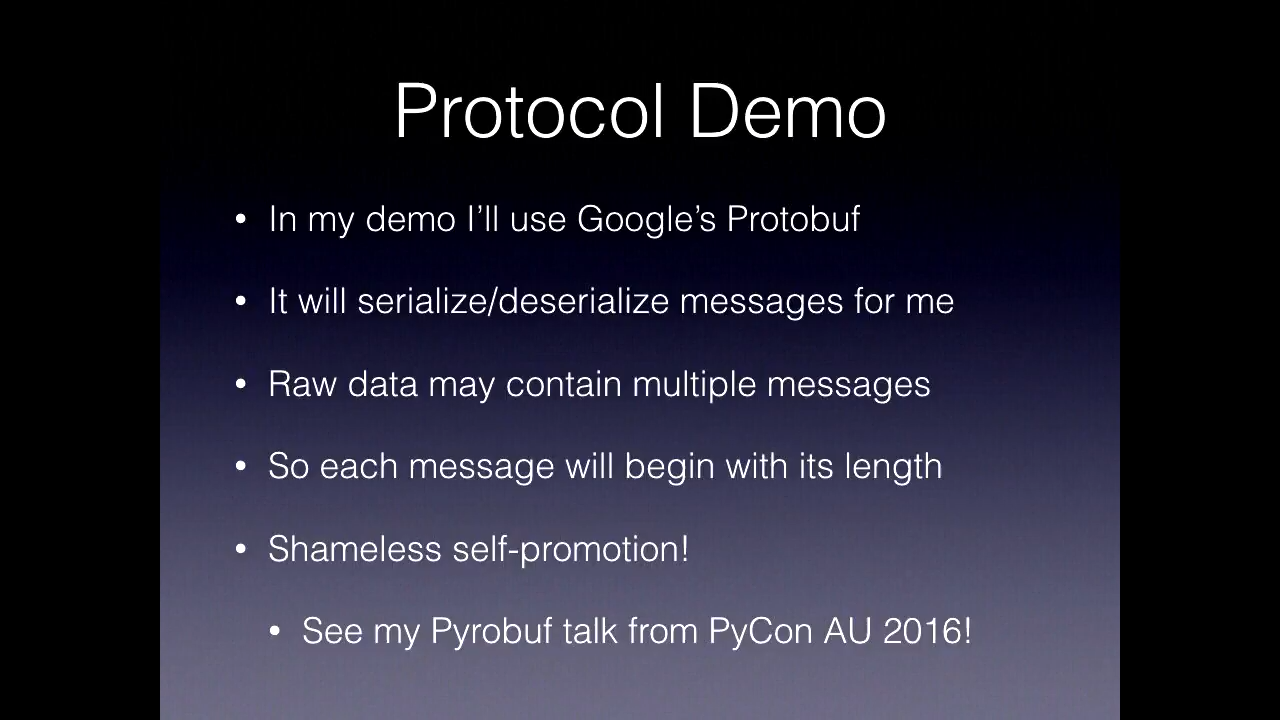 Protocol Demo
• In my demo I’ll use Google’s Protobuf
• It will serialize/deserialize messages for me
• Raw data may contain multiple messages
• So each message will begin with its length
• Shameless self-promotion!
• See my Pyrobuf talk from PyCon AU 2016!